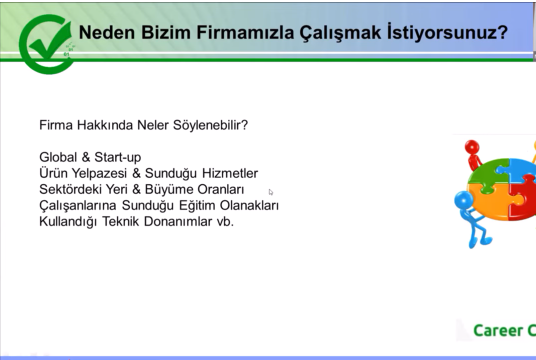 Neden Bizim Firmamızla Çalışmak İstiyorsunuz?
Firma Hakkında Neler Söylenebilir?
Global & Start-up
Ürün Yelpazesi & Sunduğu Hizmetler
Sektördeki Yeri & Büyüme Oranları
Çalışanlarına Sunduğu Eğitim Olanakları
Kullandığı Teknik Donanımlar vb.
Career C